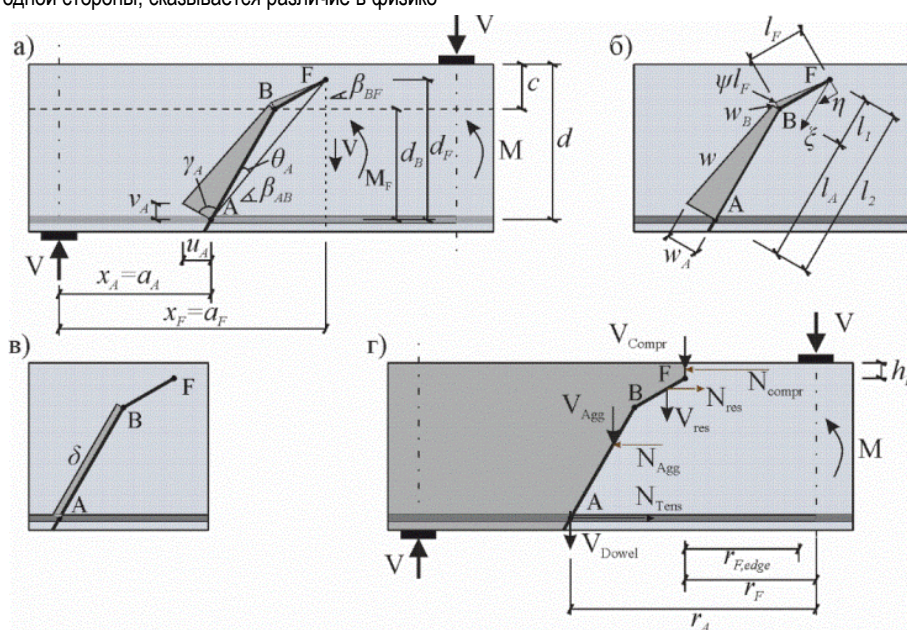 одной стороны, сказывается различие в физико
а)
V
B
F
∡β_BF
c
d
d_B
d_F
V
M_F
M
γ_A
θ_A
v_A
A
∡β_AB
u_A
V
x_A=a_A
x_F=a_F
б)
l_F
ψl_F
F
w_B
B
η
ξ
w
l_1
l_A
l_2
A
w_A
в)
F
B
δ
A
г)
V
V_Compr
F
N_compr
B
N_res
V_res
V_Agg
N_Agg
M
A
N_Tens
V
V_Dowel
r_F,edge
r_F
r_A